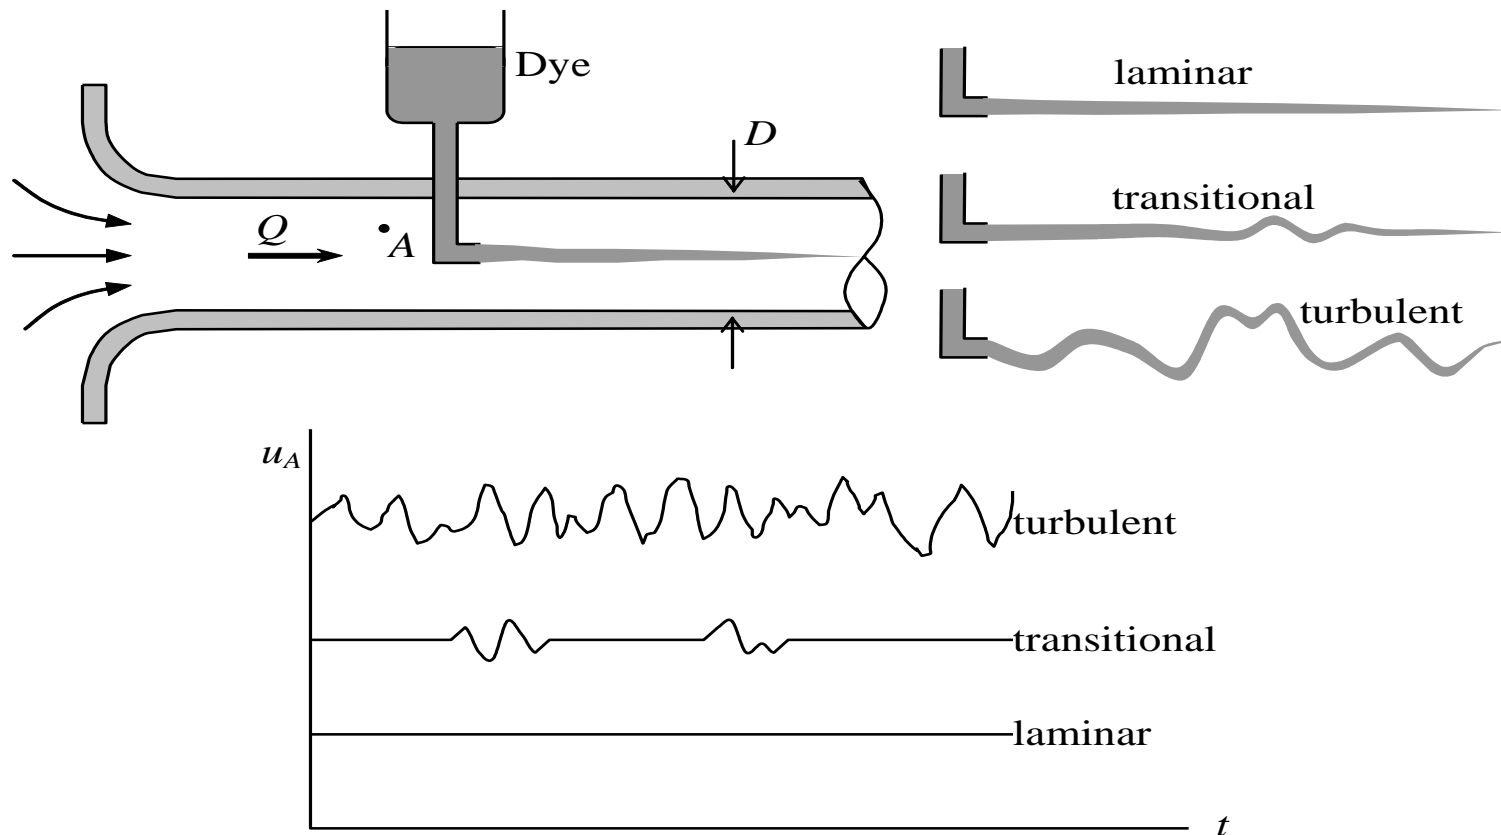 Dye
D
Q
A
laminar
transitional
turbulent
u_A
turbulent
transitional
laminar
t